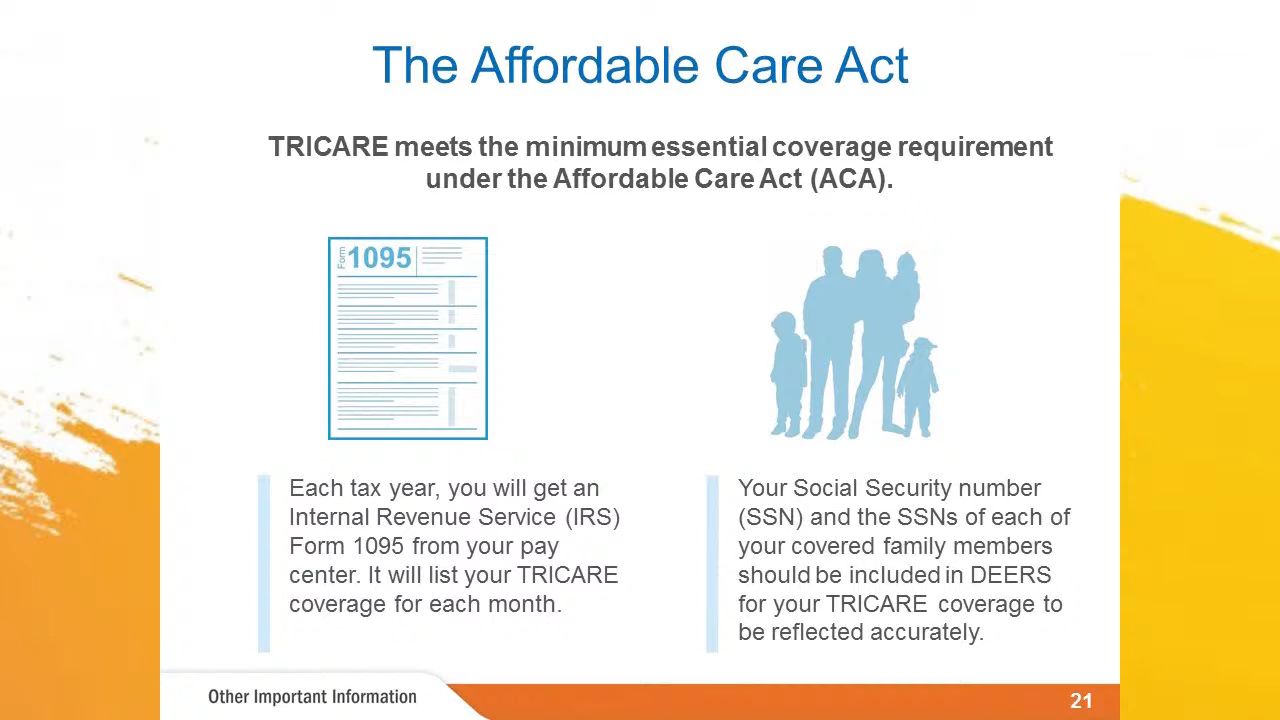 The Affordable Care Act
TRICARE meets the minimum essential coverage requirement
under the Affordable Care Act (ACA).
Form 1095
Each tax year, you will get an
Internal Revenue Service (IRS)
Form 1095 from your pay
center. It will list your TRICARE
coverage for each month.
Your Social Security number
(SSN) and the SSNs of each of
your covered family members
should be included in DEERS
for your TRICARE coverage to
be reflected accurately.
Other Important Information
21